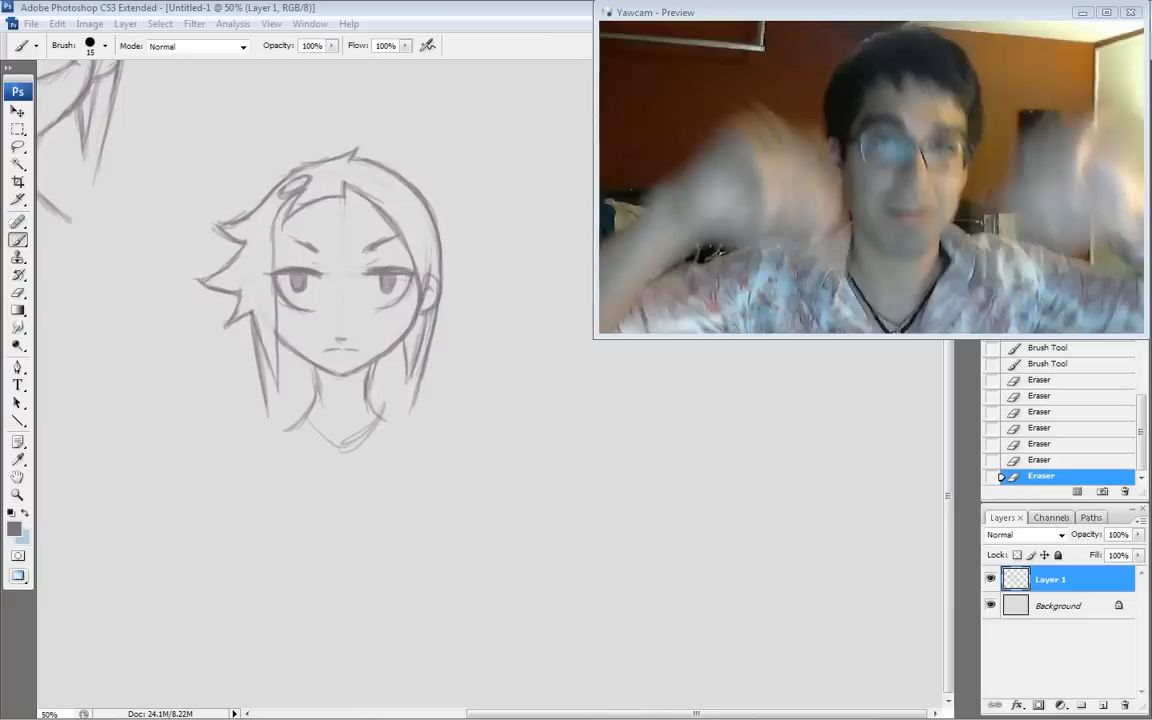 Adobe Photoshop CS3 Extended - [Untitled-1 @ 50% (Layer 1, RGB/8)]
Yawcam - Preview
File Edit Image Layer Select Filter Analysis View Window Help
Brush: 15 Mode: Normal Opacity: 100% Flow: 100%
Ps
T
Brush Tool
Brush Tool
Eraser
Eraser
Eraser
Eraser
Eraser
Eraser
Eraser
Layers Channels Paths
Normal Opacity: 100%
Lock: Fill: 100%
Layer 1
Background
50% Doc: 24.1M/8.22M